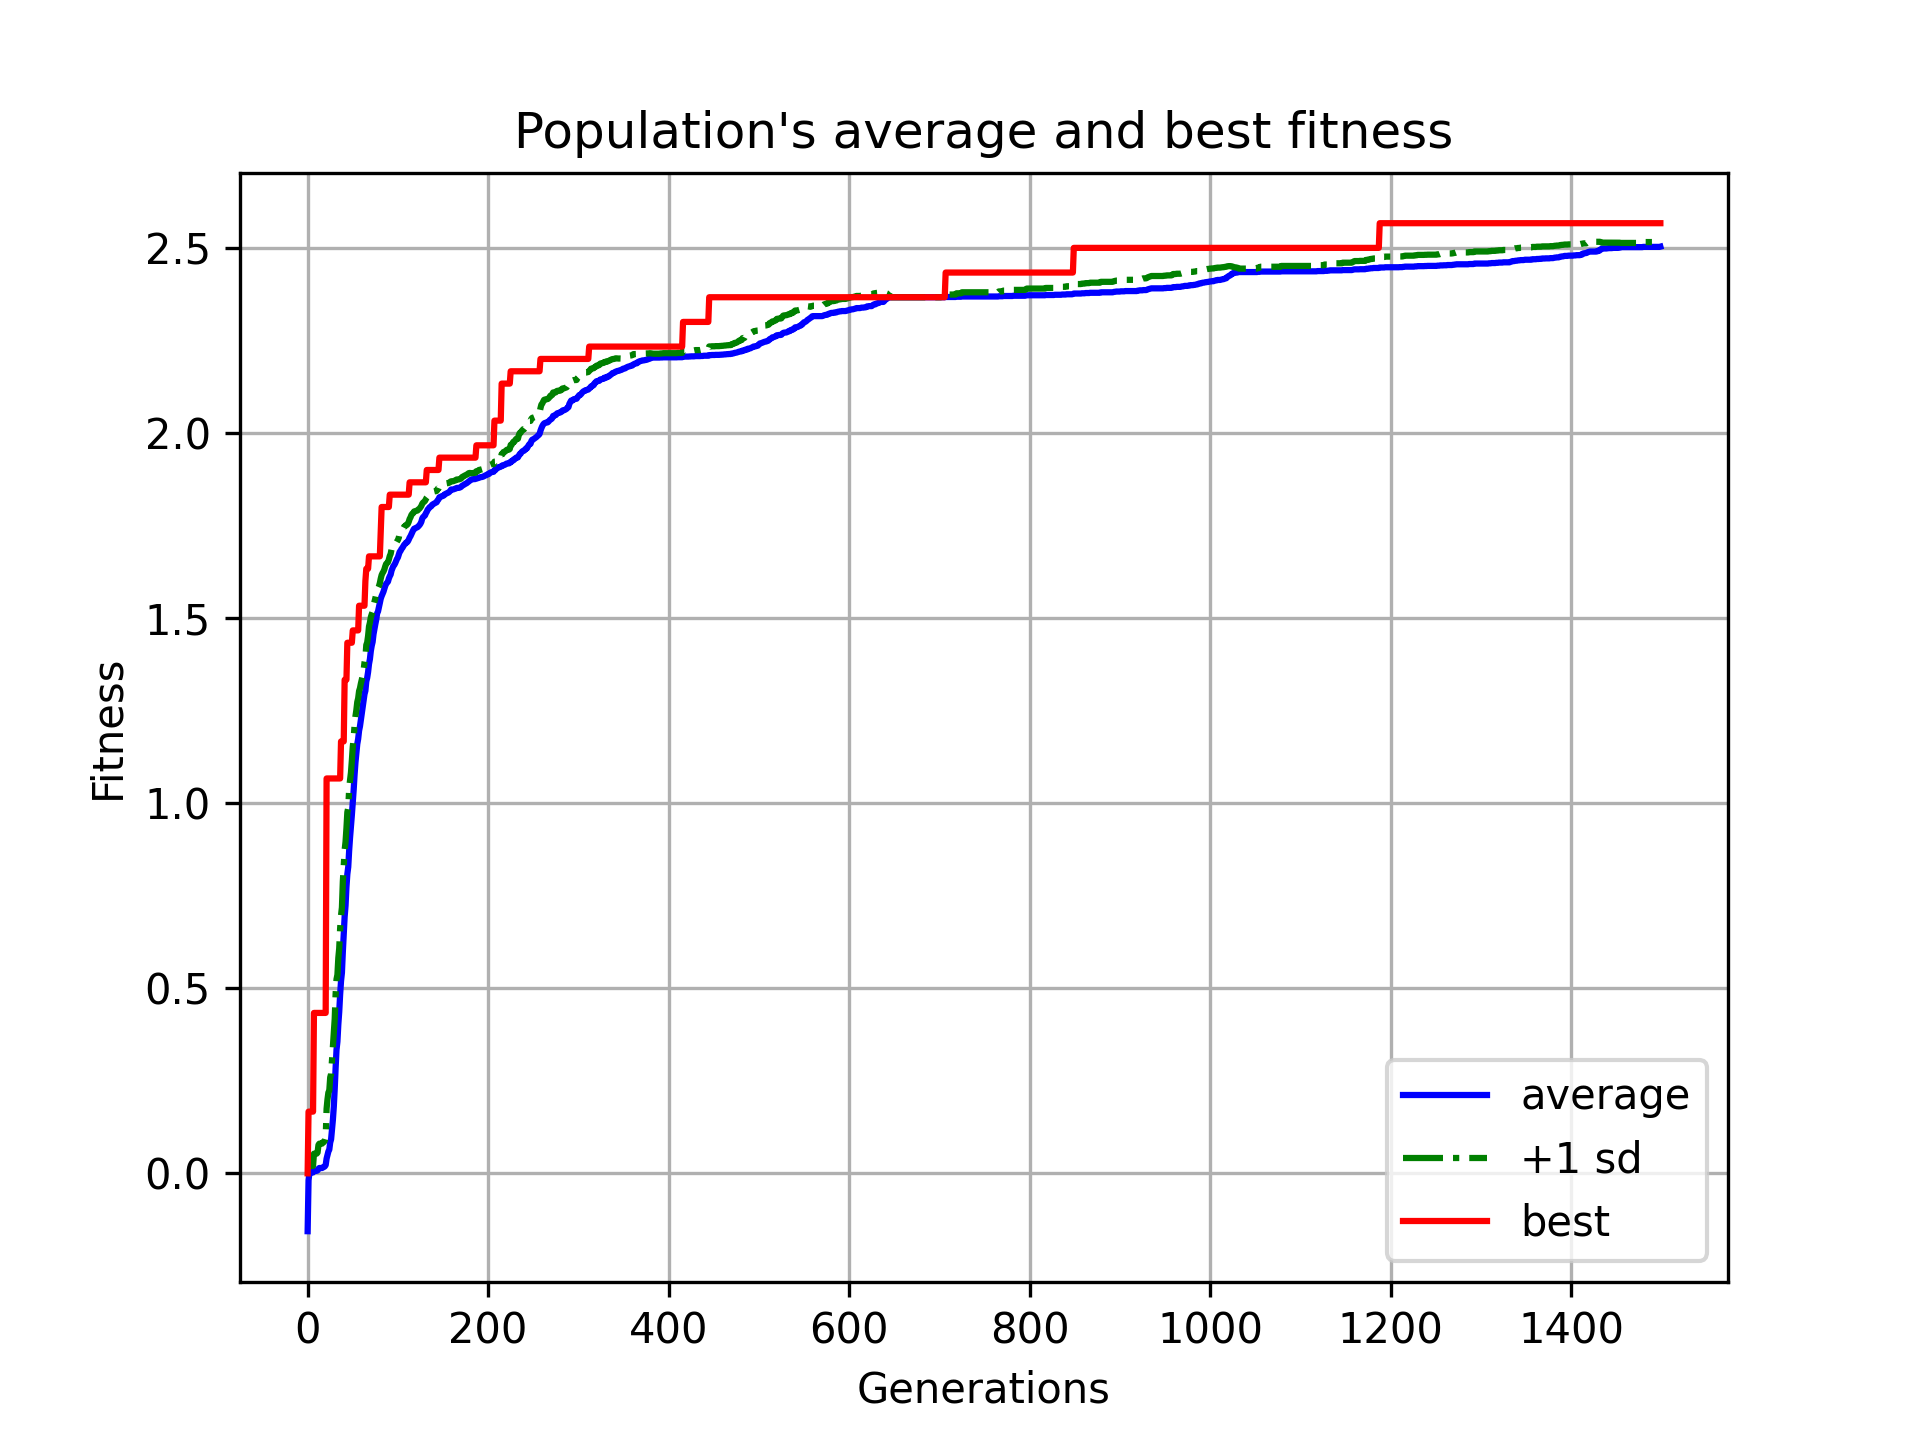 Population's average and best fitness
Fitness
2.5
2.0
1.5
1.0
0.5
0.0
0 200 400 600 800 1000 1200 1400
Generations
average
+1 sd
best